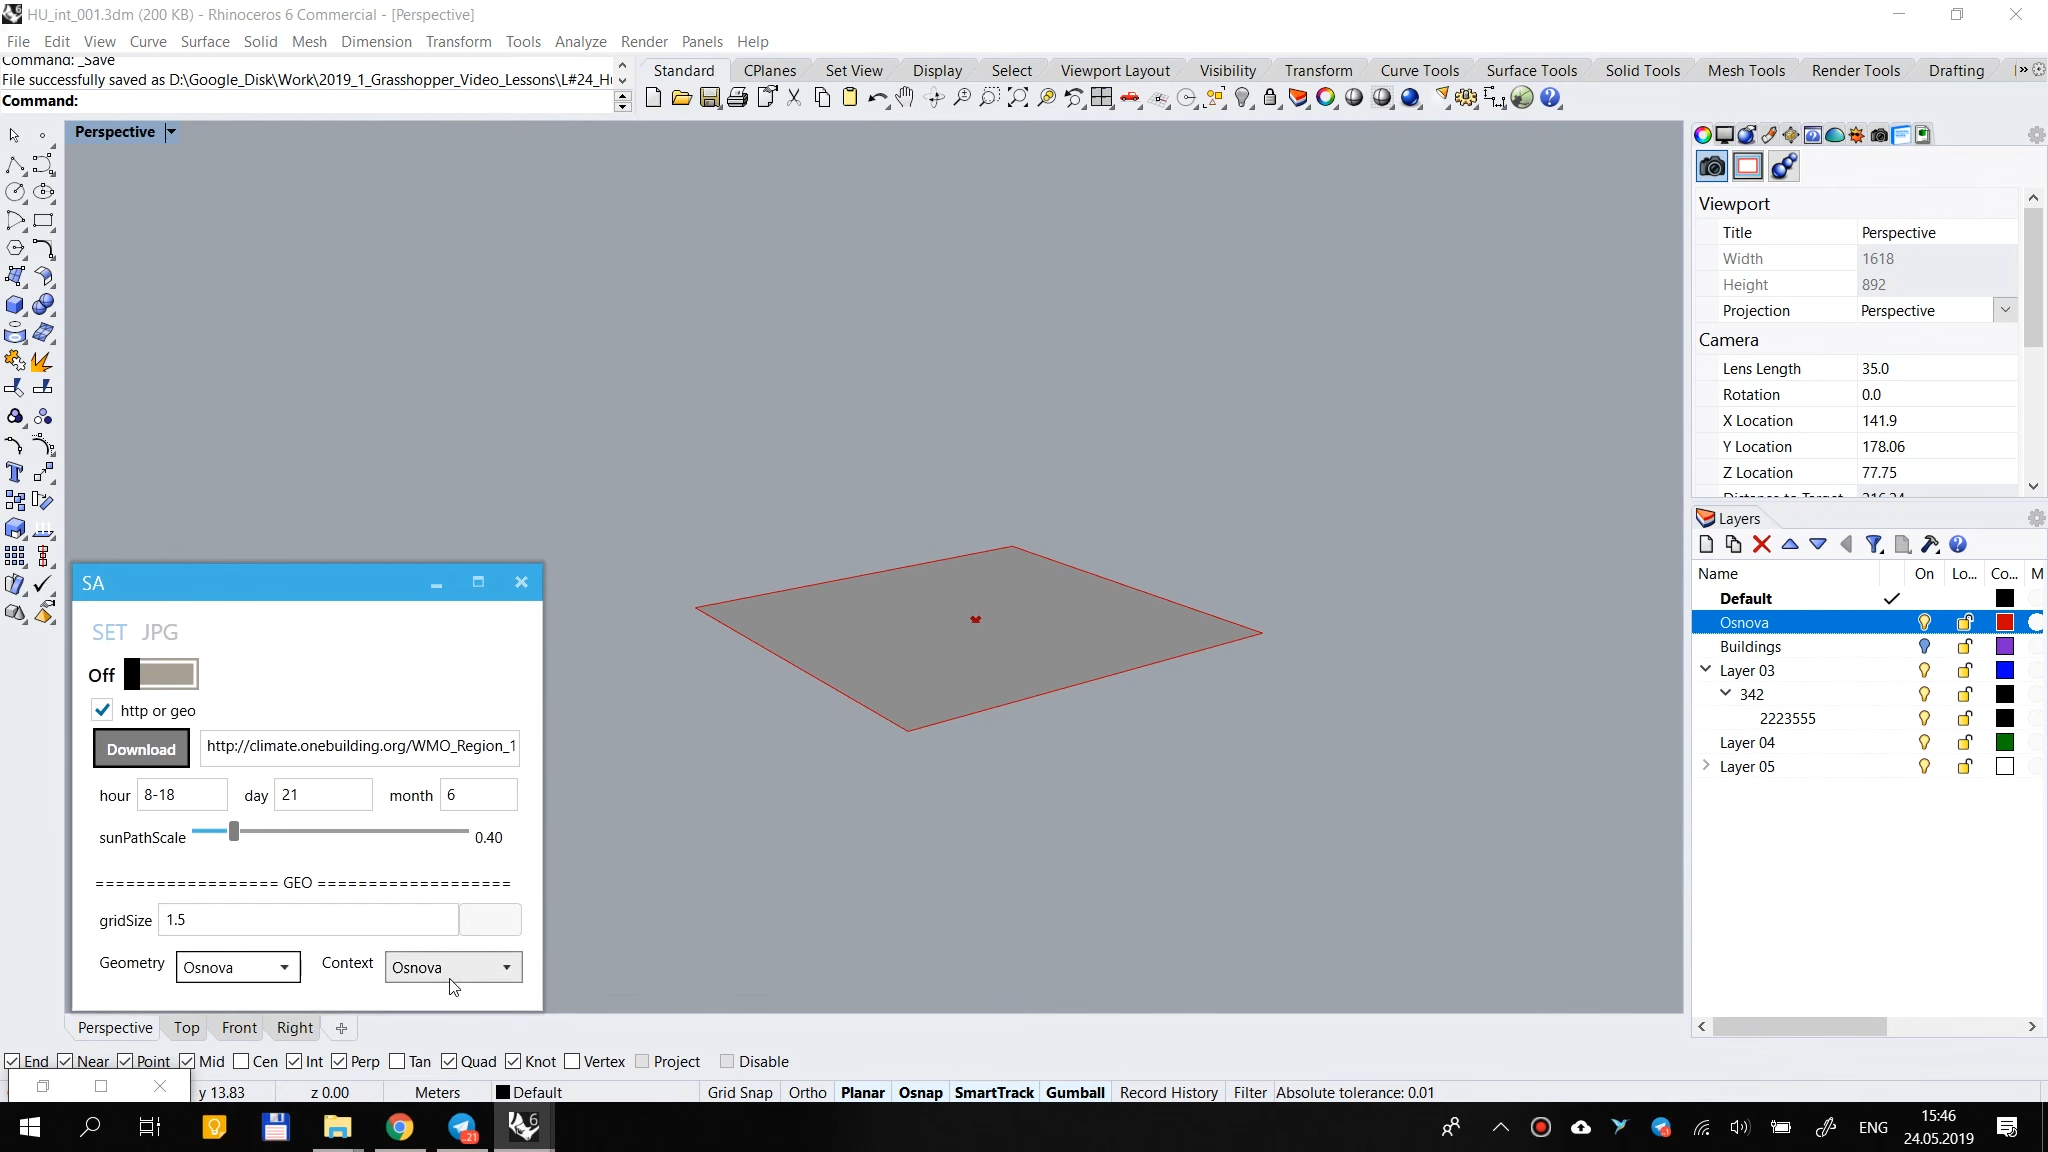 HU_int_001.3dm (200 KB) - Rhinoceros 6 Commercial - [Perspective]
File Edit View Curve Surface Solid Mesh Dimension Transform Tools Analyze Render Panels Help
Command: _Save
File successfully saved as D:\Google_Disk\Work\2019_1_Grasshopper_Video_Lessons\L#24_H
Command:
Standard CPlanes Set View Display Select Viewport Layout Visibility Transform Curve Tools Surface Tools Solid Tools Mesh Tools Render Tools Drafting
Perspective
Viewport
Title Perspective
Width 1618
Height 892
Projection Perspective
Camera
Lens Length 35.0
Rotation 0.0
X Location 141.9
Y Location 178.06
Z Location 77.75
Layers
Name On Lo... Co... M
Default
Osnova
Buildings
Layer 03
342
2223555
Layer 04
Layer 05
SA
SET JPG
Off
http or geo
Download http://climate.onebuilding.org/WMO_Region_1
hour 8-18 day 21 month 6
sunPathScale 0.40
================== GEO ===================
gridSize 1.5
Geometry Osnova Context Osnova
Perspective Top Front Right
End Near Point Mid Cen Int Perp Tan Quad Knot Vertex Project Disable
y 13.83 z 0.00 Meters Default Grid Snap Ortho Planar Osnap SmartTrack Gumball Record History Filter Absolute tolerance: 0.01
21
6
ENG
15:46
24.05.2019